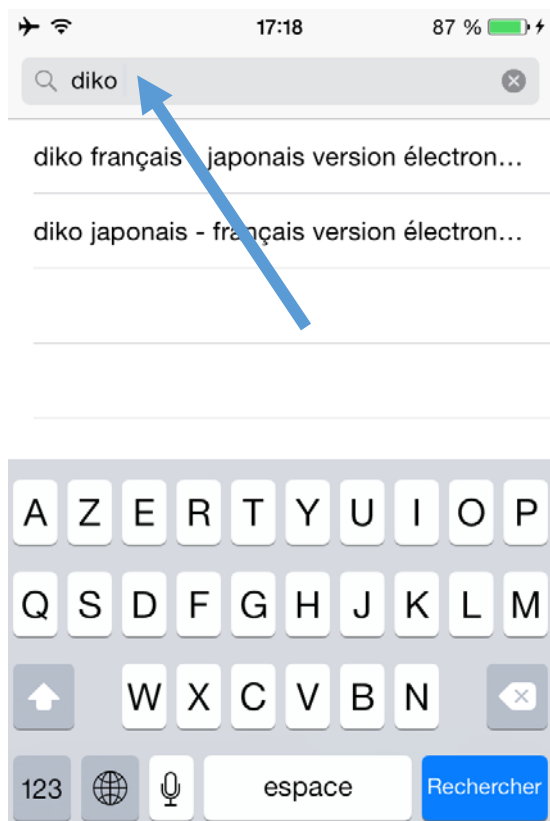 17:18 87 %
diko
diko français - japonais version électron...
diko japonais - français version électron...
A Z E R T Y U I O P
Q S D F G H J K L M
W X C V B N
123 espace Rechercher